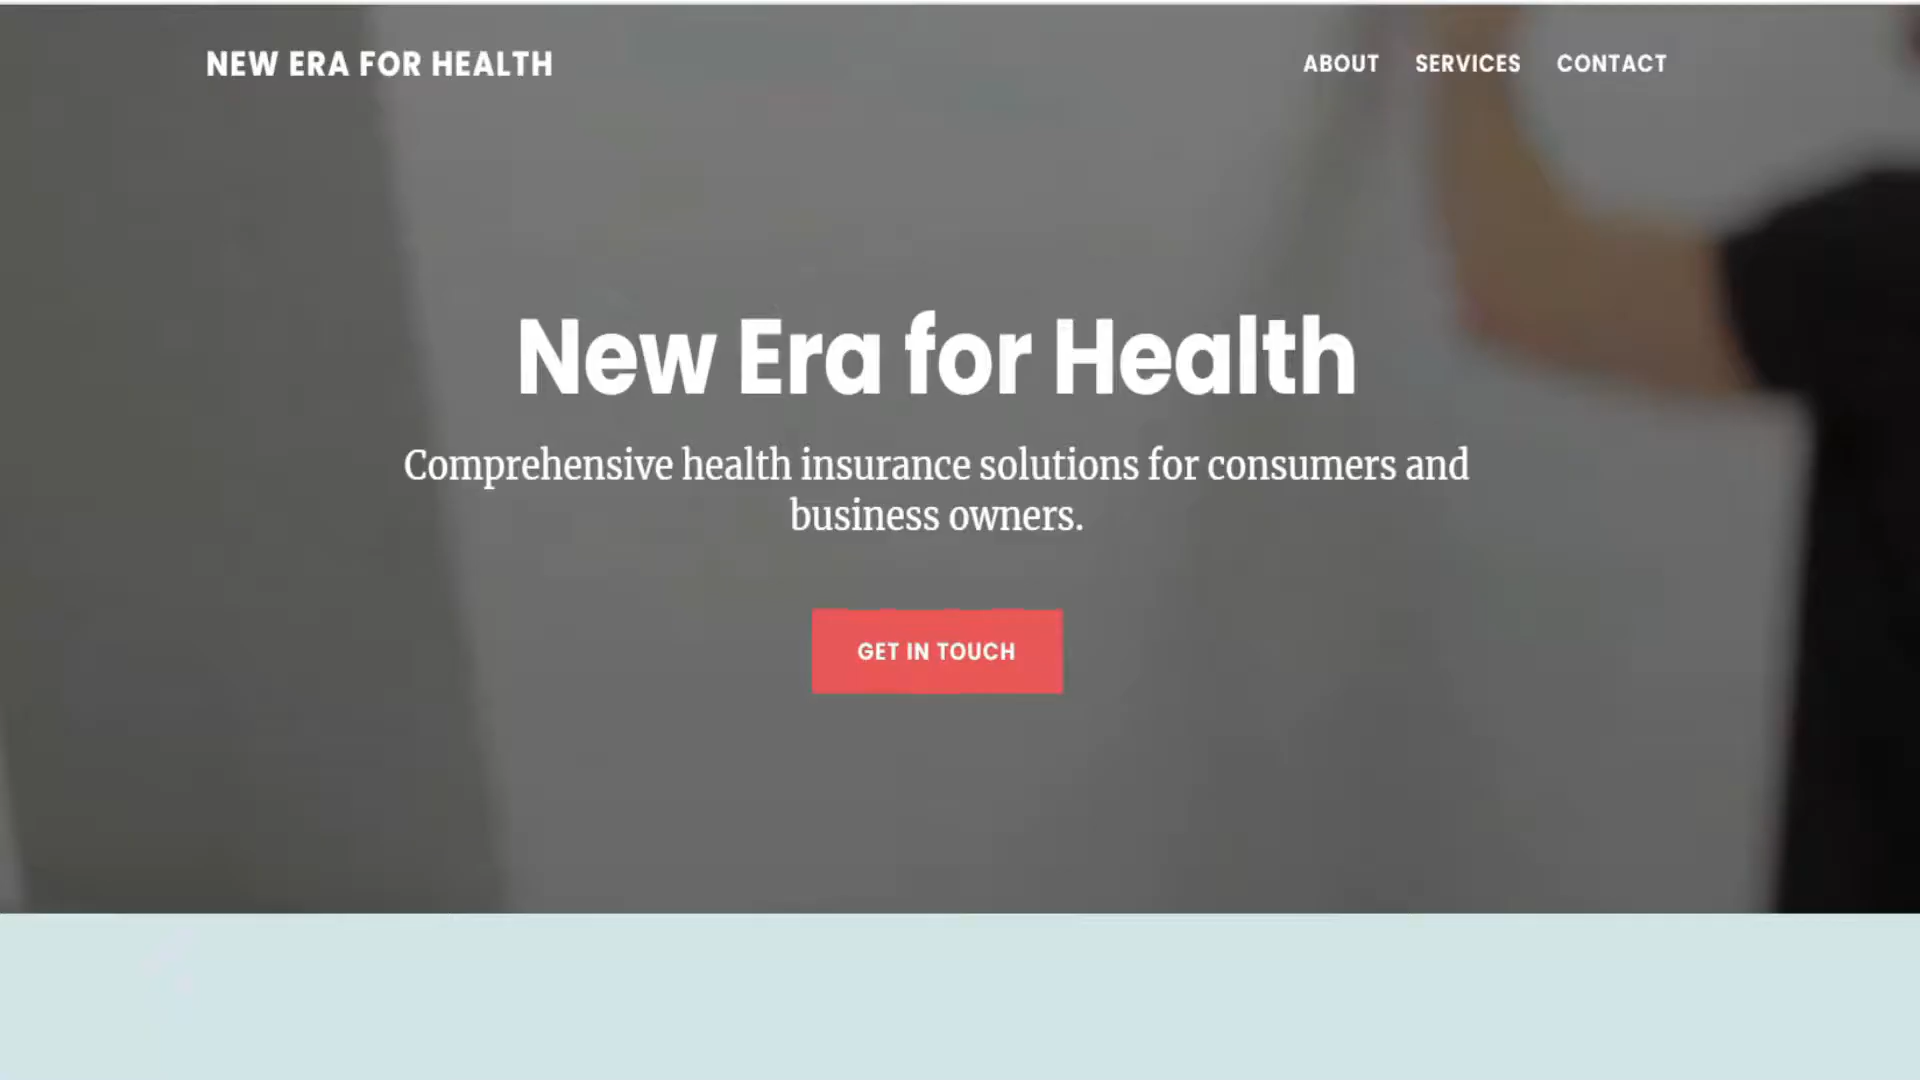 NEW ERA FOR HEALTH
ABOUT SERVICES CONTACT
New Era for Health
Comprehensive health insurance solutions for consumers and
business owners.
GET IN TOUCH